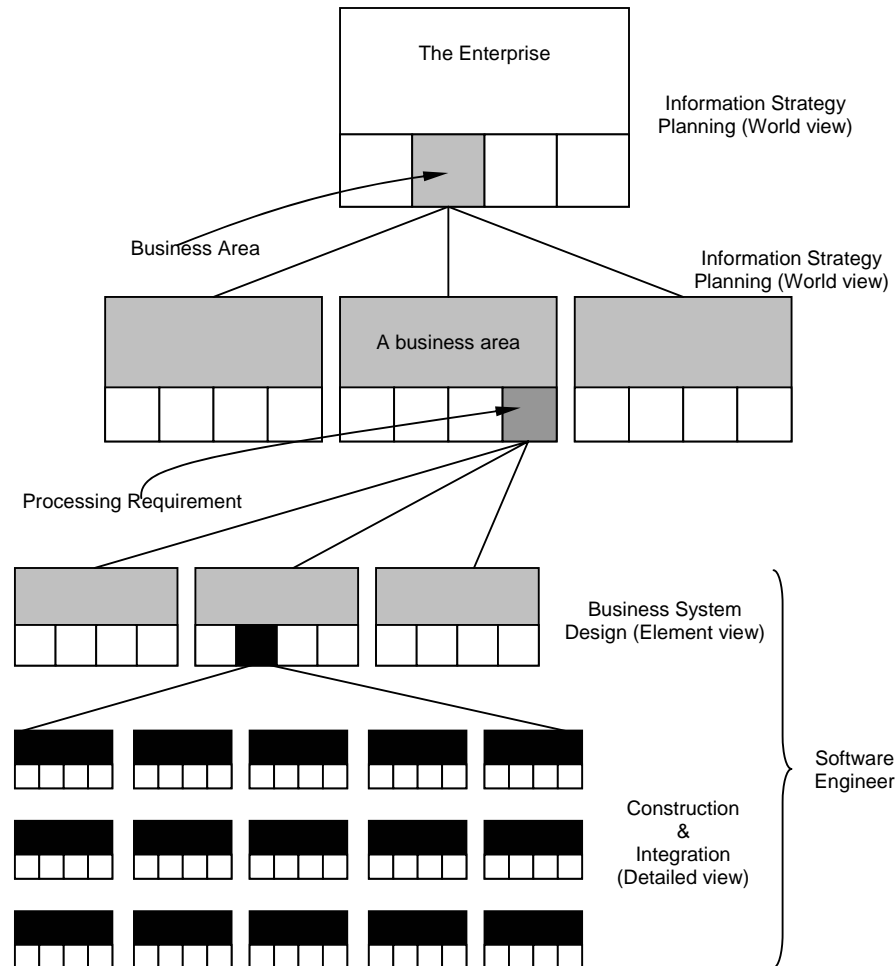 The Enterprise
Information Strategy
Planning (World view)
Business Area
Information Strategy
Planning (World view)
A business area
Processing Requirement
Business System
Design (Element view)
Software
Engineer
Construction
&
Integration
(Detailed view)